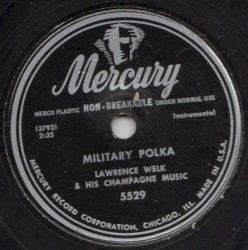 Mercury
MERCO PLASTIC NON-BREAKABLE UNDER NORMAL USE
(3792)
2:35
Instrumental
MILITARY POLKA
LAWRENCE WELK
& HIS CHAMPAGNE MUSIC
5529
MERCURY RECORD CORPORATION, CHICAGO, ILL. MADE IN U.S.A.